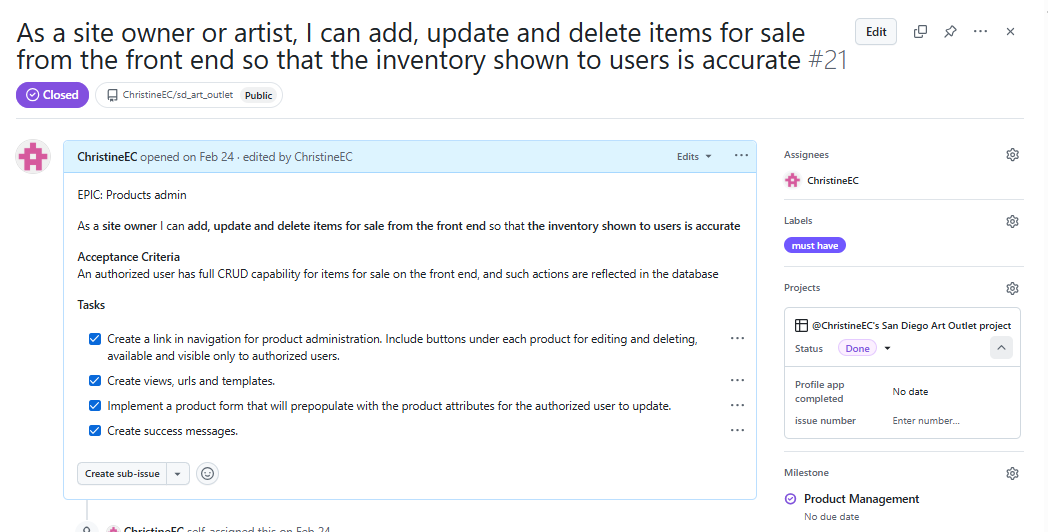 As a site owner or artist, I can add, update and delete items for sale
from the front end so that the inventory shown to users is accurate #21
Edit
Closed
ChristineEC/sd_art_outlet Public
ChristineEC opened on Feb 24 · edited by ChristineEC
Edits
EPIC: Products admin
As a site owner I can add, update and delete items for sale from the front end so that the inventory shown to users is accurate
Acceptance Criteria
An authorized user has full CRUD capability for items for sale on the front end, and such actions are reflected in the database
Tasks
Create a link in navigation for product administration. Include buttons under each product for editing and deleting,
available and visible only to authorized users.
Create views, urls and templates.
Implement a product form that will prepopulate with the product attributes for the authorized user to update.
Create success messages.
Create sub-issue
ChristineEC self-assigned this on Feb 24
Assignees
ChristineEC
Labels
must have
Projects
@ChristineEC's San Diego Art Outlet project
Status Done
Profile app
completed
No date
issue number
Enter number...
Milestone
Product Management
No due date